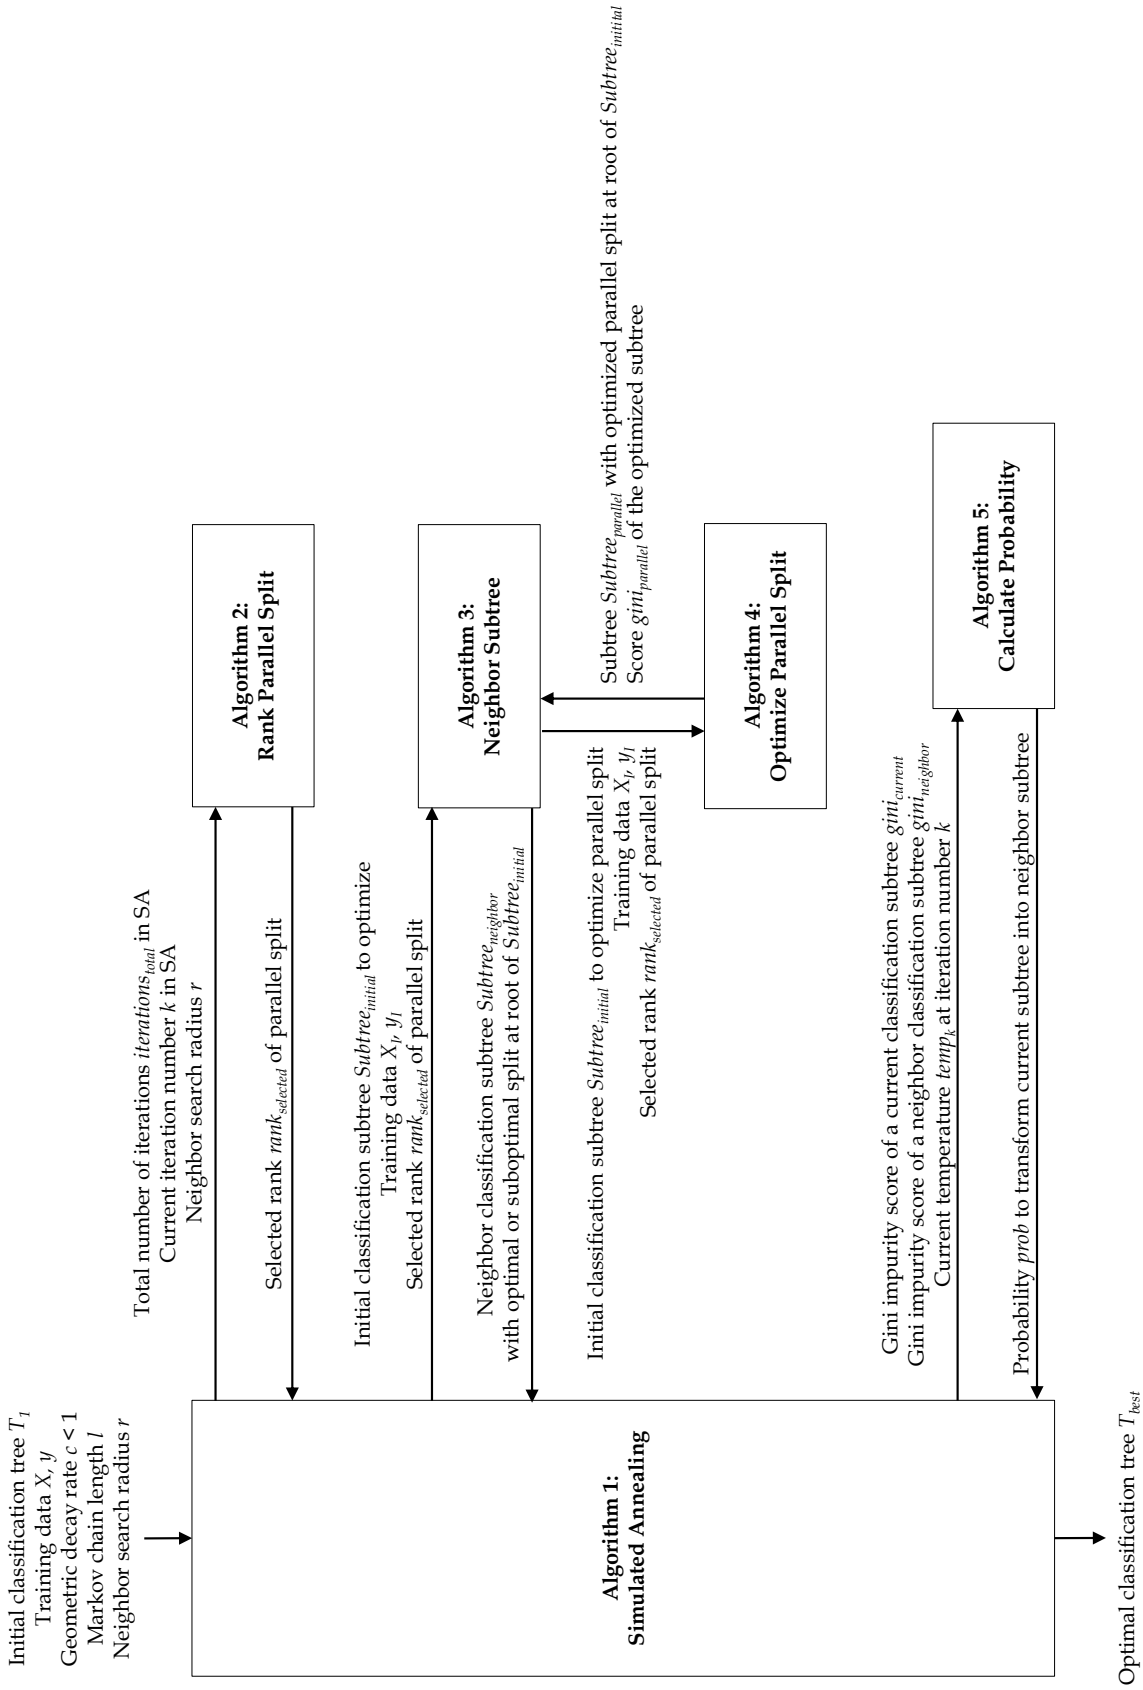 Initial classification tree T1
Training data X, y
Geometric decay rate c < 1
Markov chain length l
Neighbor search radius r
Algorithm 1:
Simulated Annealing
Optimal classification tree Tbest
Total number of iterations iterationstotal in SA
Current iteration number k in SA
Neighbor search radius r
Selected rank rankselected of parallel split
Algorithm 2:
Rank Parallel Split
Initial classification subtree Subtreeinitial to optimize
Training data Xl, yl
Selected rank rankselected of parallel split
Neighbor classification subtree Subtreeneighbor
with optimal or suboptimal split at root of Subtreeinitial
Algorithm 3:
Neighbor Subtree
Initial classification subtree Subtreeinitial to optimize parallel split
Training data Xl, yl
Selected rank rankselected of parallel split
Subtree Subtreeparallel with optimized parallel split at root of Subtreeinitital
Score giniparallel of the optimized subtree
Algorithm 4:
Optimize Parallel Split
Gini impurity score of a current classification subtree ginicurrent
Gini impurity score of a neighbor classification subtree ginineighbor
Current temperature tempk at iteration number k
Probability prob to transform current subtree into neighbor subtree
Algorithm 5:
Calculate Probability